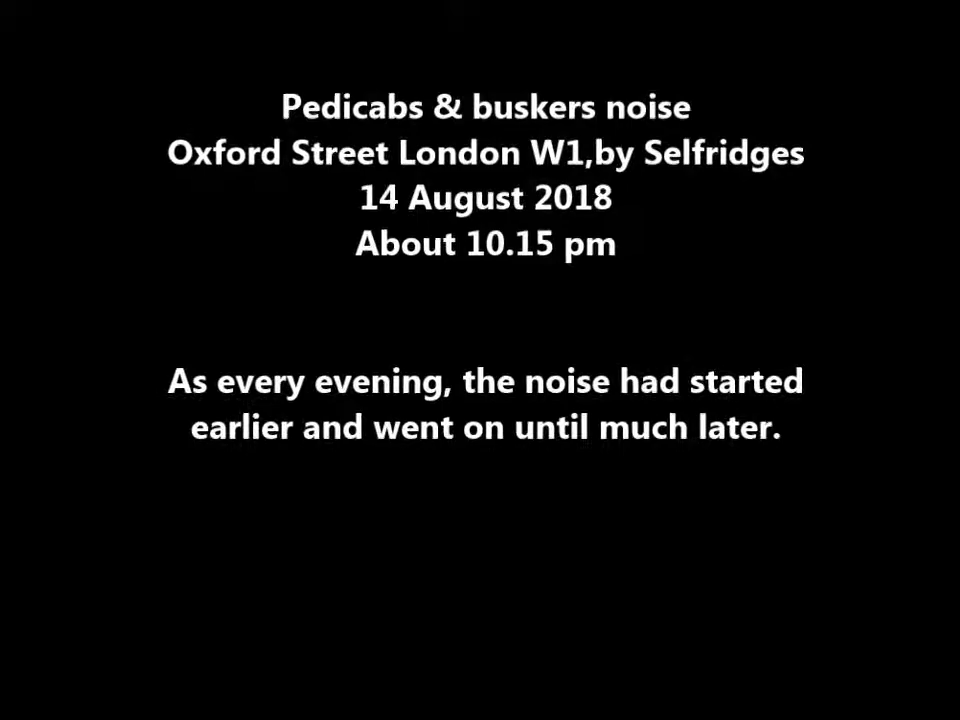 Pedicabs & buskers noise
Oxford Street London W1,by Selfridges
14 August 2018
About 10.15 pm
As every evening, the noise had started
earlier and went on until much later.